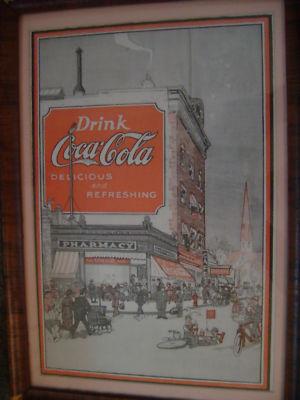 Drink
Coca-Cola
DELICIOUS
and
REFRESHING
PHARMACY